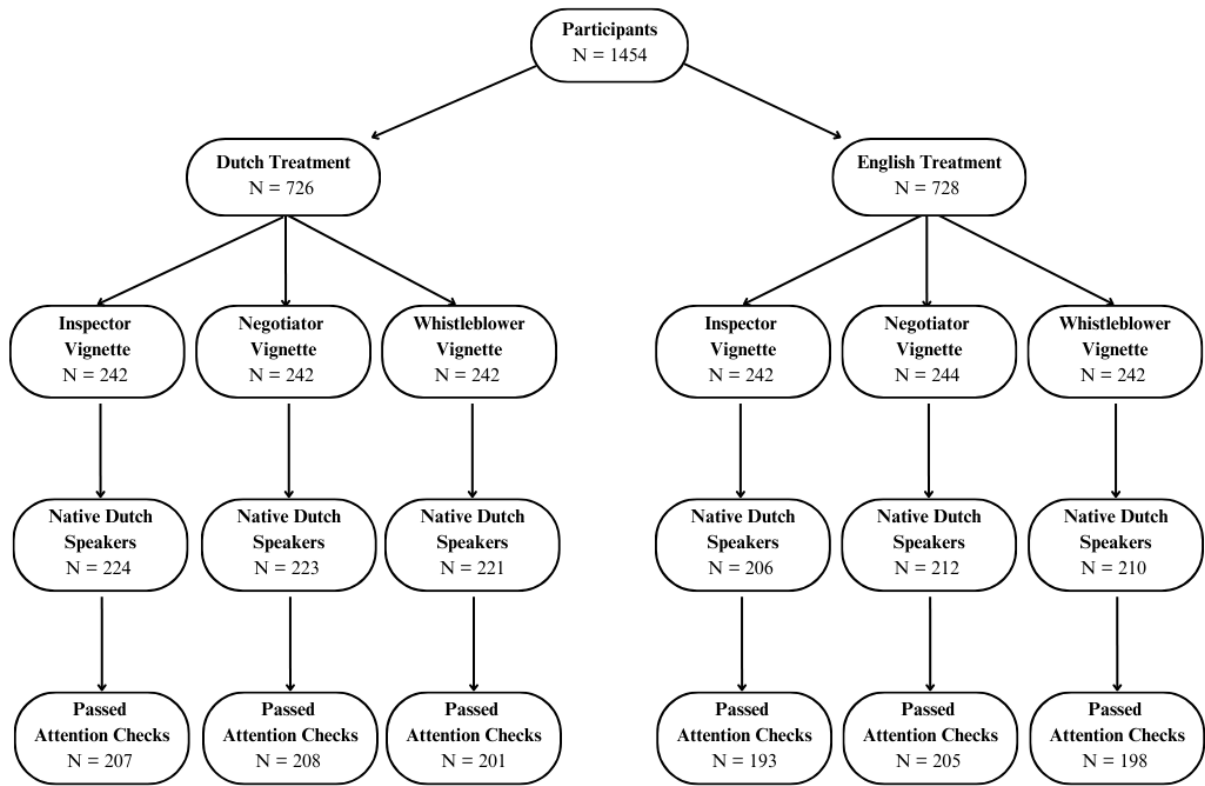 Participants
N = 1454
Dutch Treatment
N = 726
English Treatment
N = 728
Inspector
Vignette
N = 242
Negotiator
Vignette
N = 242
Whistleblower
Vignette
N = 242
Inspector
Vignette
N = 242
Negotiator
Vignette
N = 244
Whistleblower
Vignette
N = 242
Native Dutch
Speakers
N = 224
Native Dutch
Speakers
N = 223
Native Dutch
Speakers
N = 221
Native Dutch
Speakers
N = 206
Native Dutch
Speakers
N = 212
Native Dutch
Speakers
N = 210
Passed
Attention Checks
N = 207
Passed
Attention Checks
N = 208
Passed
Attention Checks
N = 201
Passed
Attention Checks
N = 193
Passed
Attention Checks
N = 205
Passed
Attention Checks
N = 198